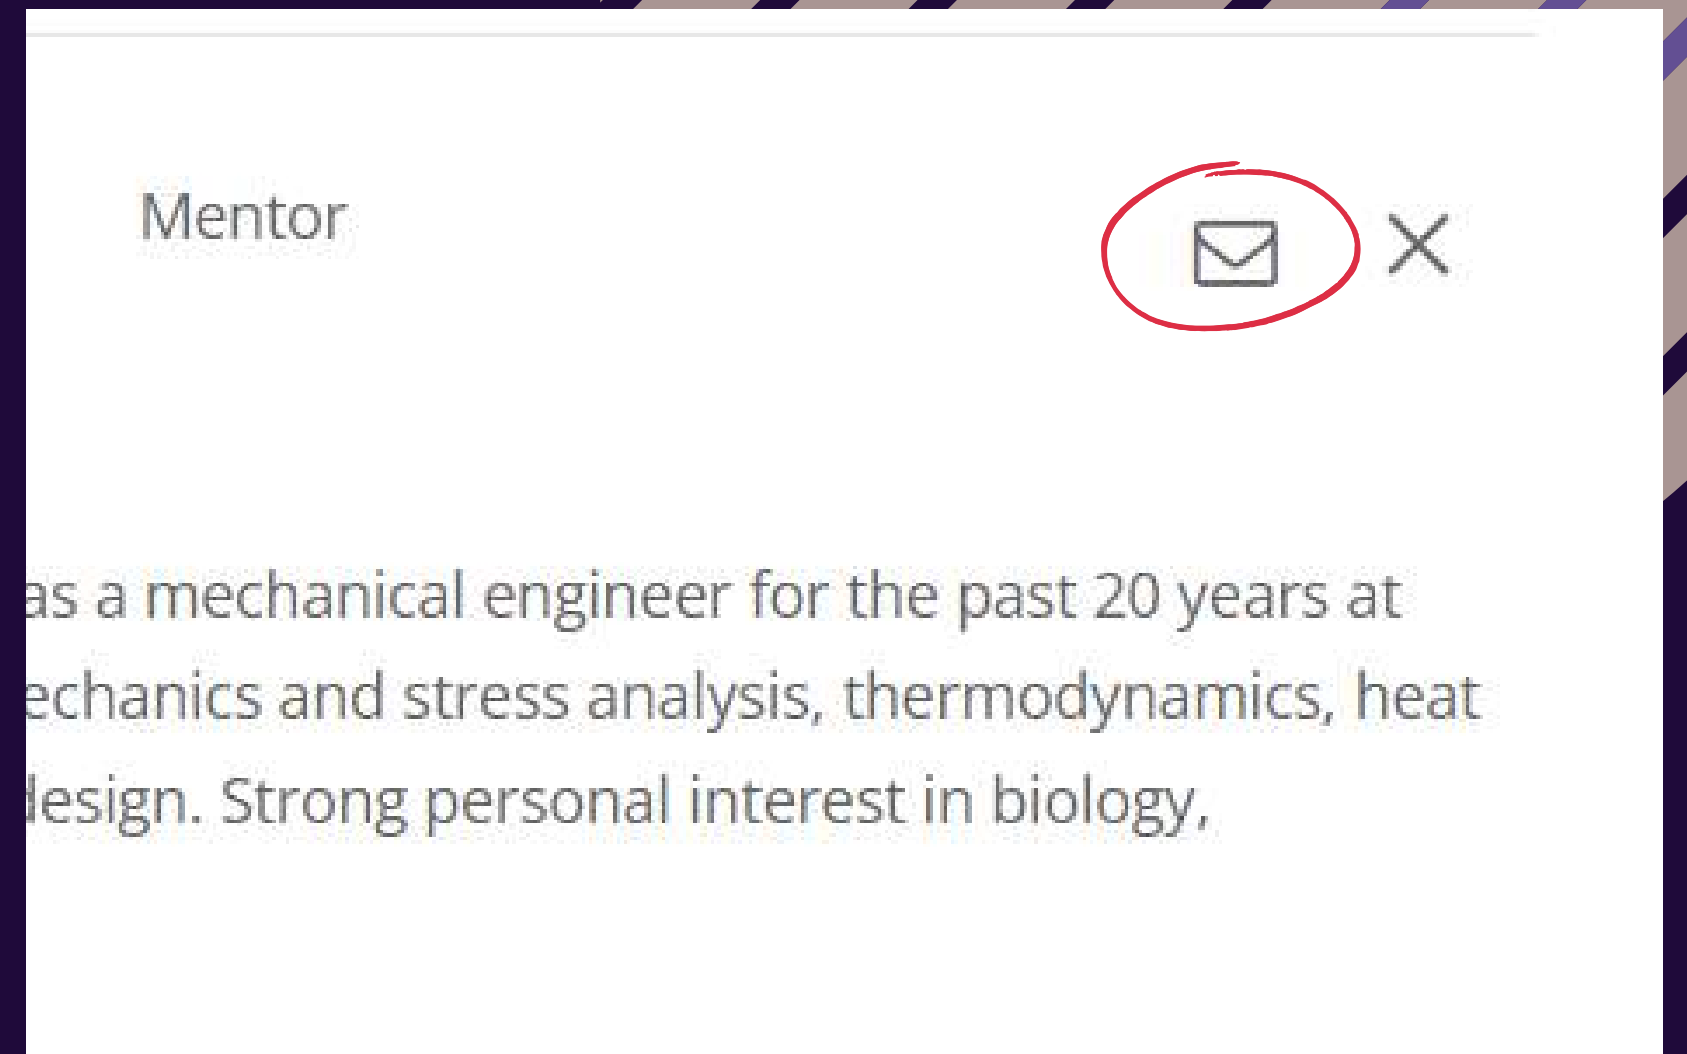 Mentor
as a mechanical engineer for the past 20 years at
echanics and stress analysis, thermodynamics, heat
design. Strong personal interest in biology,